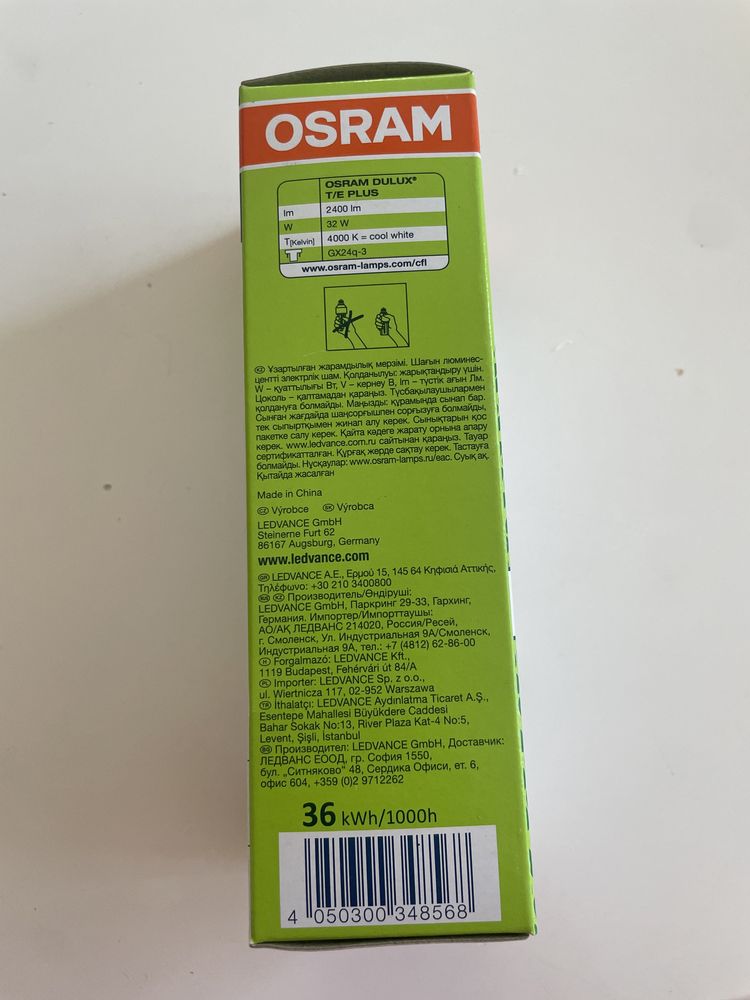 OSRAM
OSRAM DULUX®
T/E PLUS
lm 2400 lm
W 32 W
T[Kelvin] 4000 K = cool white
GX24q-3
www.osram-lamps.com/cfl
KZ Ұзартылған жарамдылық мерзімі. Шағын люминес-
центті электрлік шам. Қолданылуы: жарықтандыру үшін.
W – қуаттылығы Вт, V – кернеу В, lm – түстік ағын Лм.
Цоколь – қаптамадан қараңыз. Түсбақылаушылармен
қолдануға болмайды. Маңызды: құрамында сынап бар.
Сынған жағдайда шаңсорғышпен сорғызуға болмайды,
тек сыпыртқымен жинап алу керек. Сынықтарын қос
пакетке салу керек. Қайта кәдеге жарату орнына апару
керек. www.ledvance.com.ru сайтынан қараңыз. Тауар
сертификатталған. Құрғақ жерде сақтау керек. Тастауға
болмайды. Нұсқаулар: www.osram-lamps.ru/eac. Суық ақ.
Қытайда жасалған
Made in China
CZ Výrobce SK Výrobca
LEDVANCE GmbH
Steinerne Furt 62
86167 Augsburg, Germany
www.ledvance.com
GR LEDVANCE A.E., Ερμού 15, 145 64 Κηφισιά Αττικής,
Τηλέφωνο: +30 210 3400800
RUS KZ Производитель/Өндіруші:
LEDVANCE GmbH, Паркринг 29-33, Гархинг,
Германия. Импортер/Импорттаушы:
АО/АҚ ЛЕДВАНС 214020, Россия/Ресей,
г. Смоленск, Ул. Индустриальная 9А/Смоленск,
Индустриальная 9А, тел.: +7 (4812) 62-86-00
H Forgalmazó: LEDVANCE Kft.,
1119 Budapest, Fehérvári út 84/A
PL Importer: LEDVANCE Sp. z o.o.,
ul. Wiertnicza 117, 02-952 Warszawa
TR İthalatçı: LEDVANCE Aydınlatma Ticaret A.Ş.,
Esentepe Mahallesi Büyükdere Caddesi
Bahar Sokak No:13, River Plaza Kat-4 No:5,
Levent, Şişli, İstanbul
BG Производител: LEDVANCE GmbH, Доставчик:
ЛЕДВАНС ЕООД, гр. София 1550,
бул. „Ситняково" 48, Сердика Офиси, ет. 6,
офис 604, +359 (0)2 9712262
36 kWh/1000h
4 050300 348568